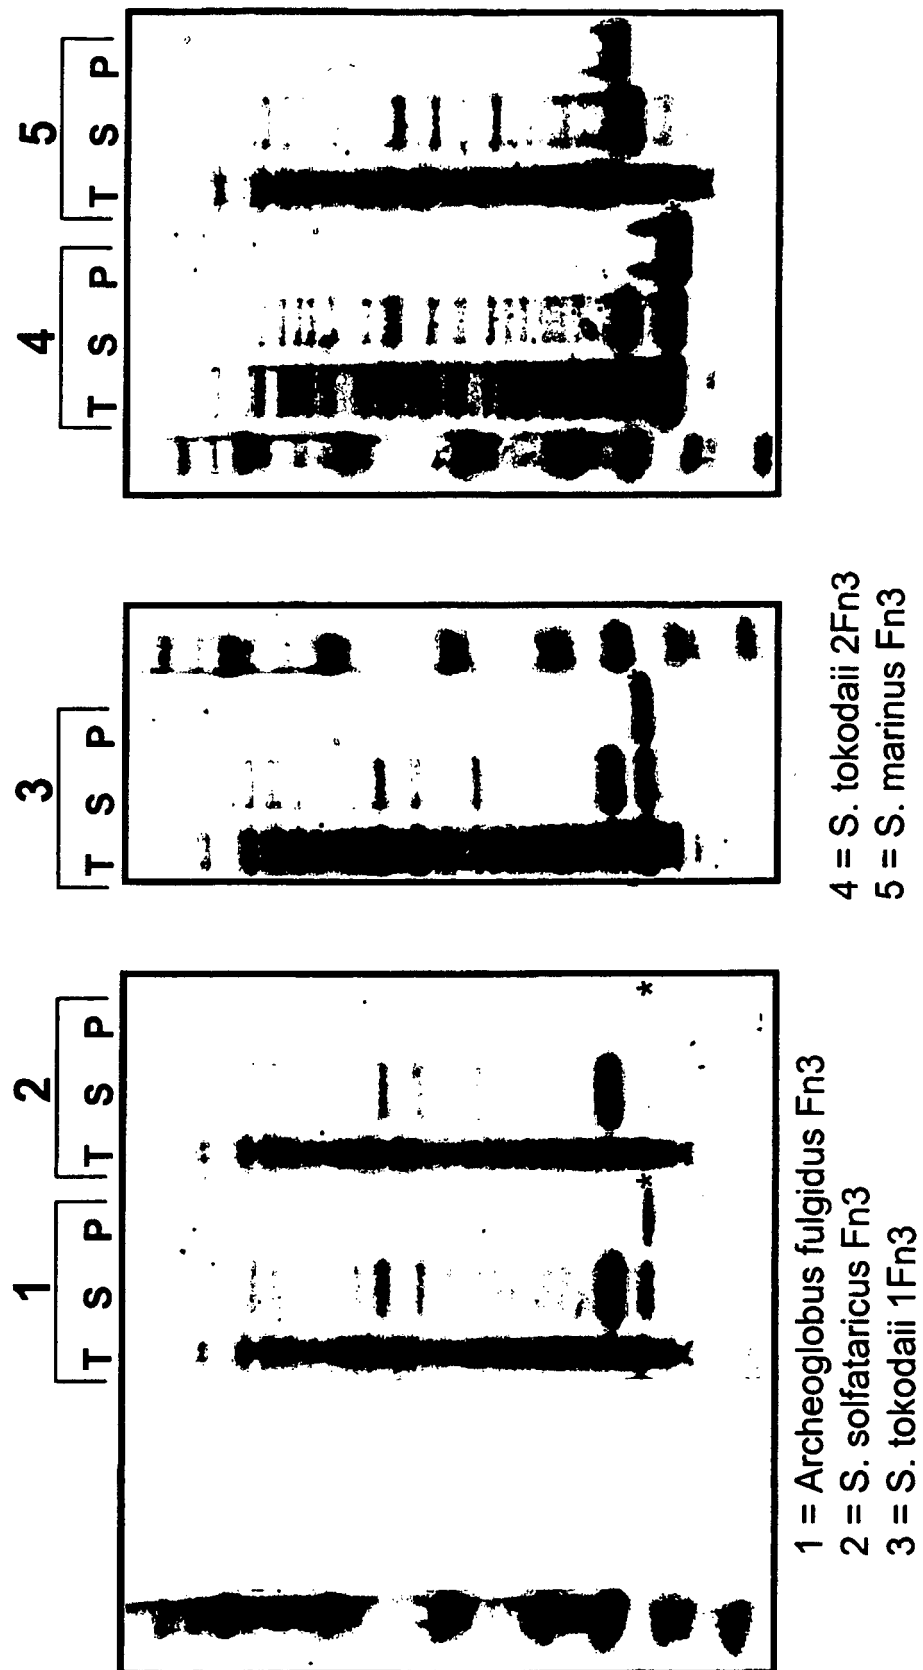 1 2 3 4 5
T S P T S P T S P T S P T S P
* * * *
1 = Archeoglobus fulgidus Fn3
2 = S. solfataricus Fn3
3 = S. tokodaii 1Fn3
4 = S. tokodaii 2Fn3
5 = S. marinus Fn3